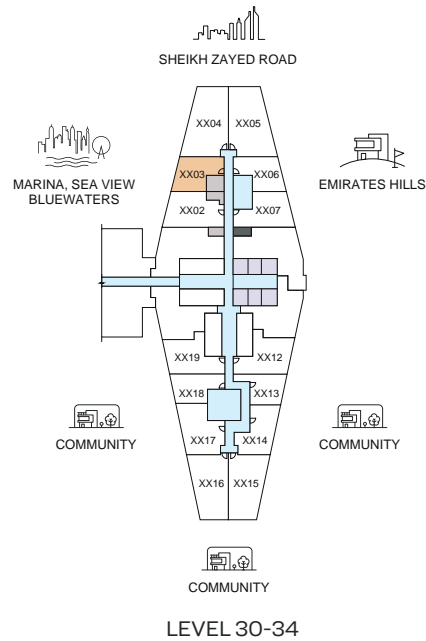 SHEIKH ZAYED ROAD
XX04 XX05
MARINA, SEA VIEW
BLUEWATERS
XX03 XX06
EMIRATES HILLS
XX02 XX07
XX19 XX12
XX18 XX13
COMMUNITY
XX17 XX14
COMMUNITY
XX16 XX15
COMMUNITY
LEVEL 30-34